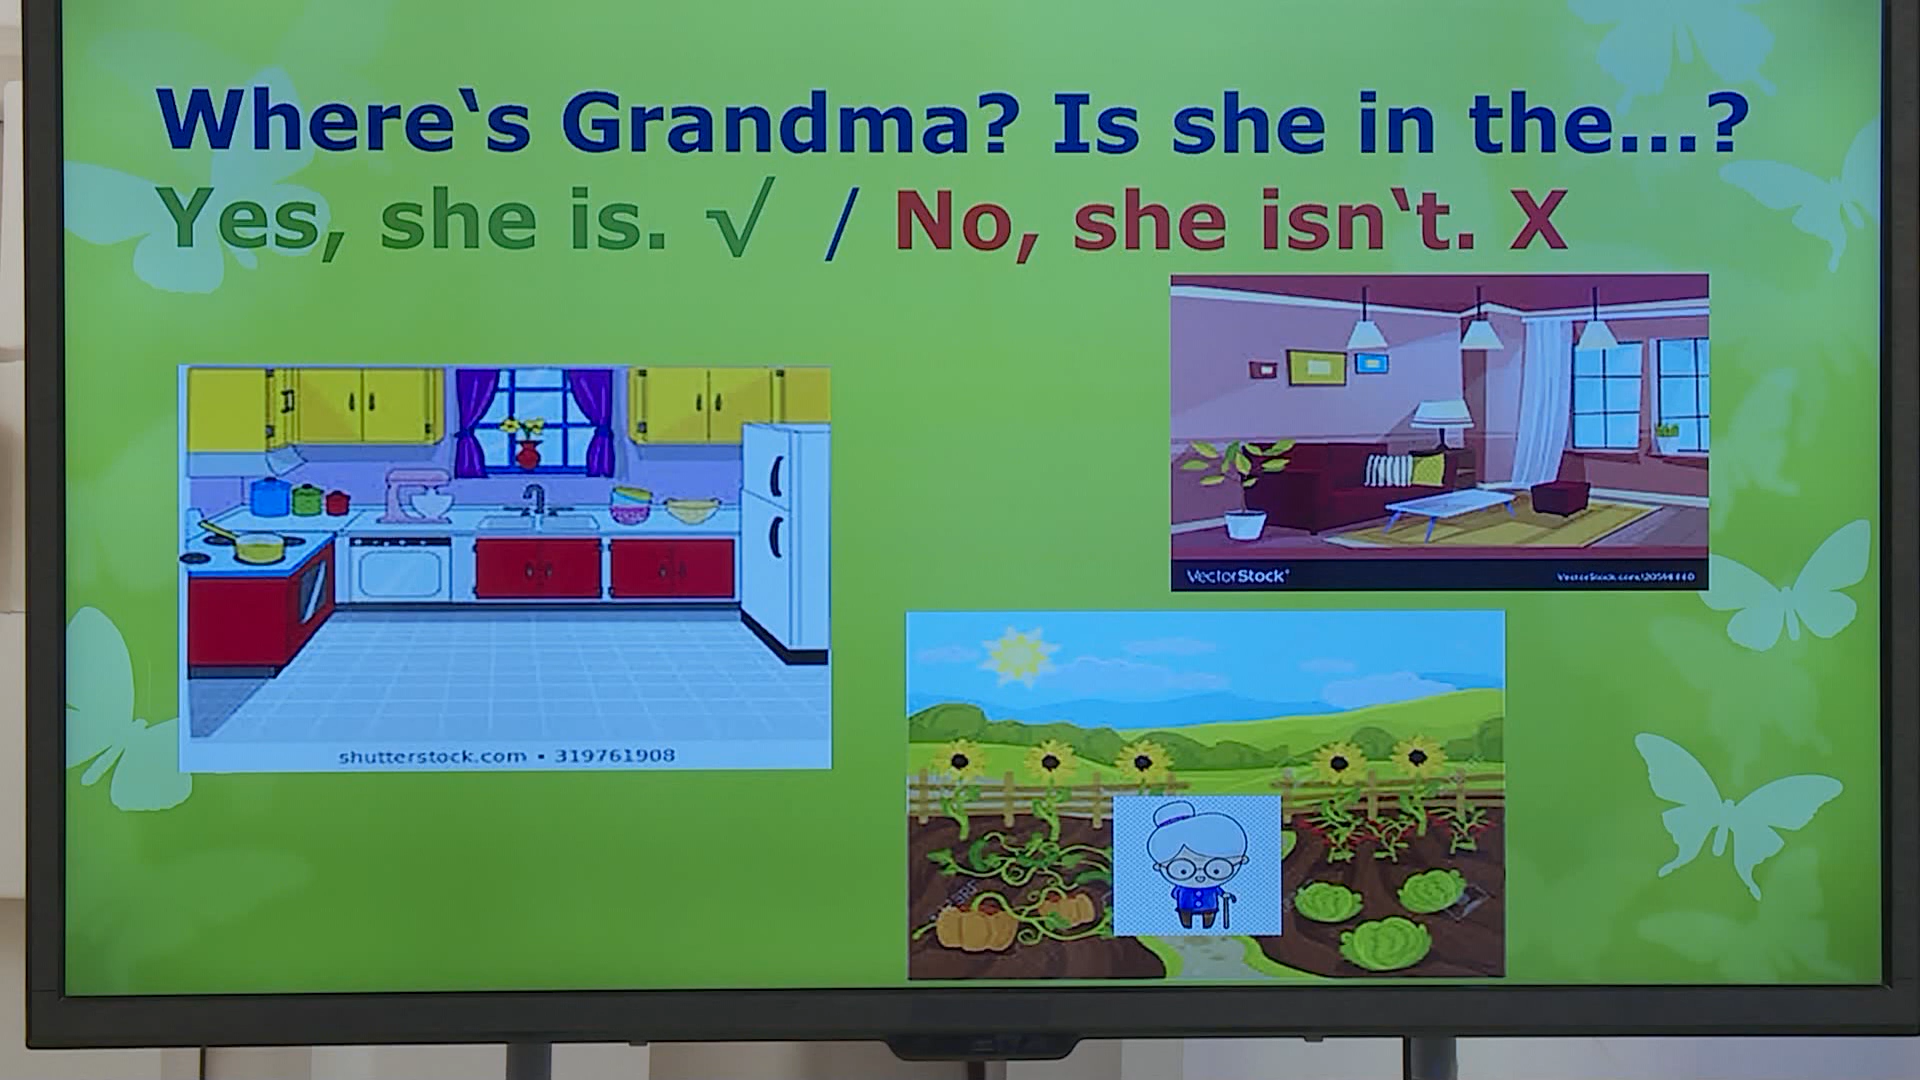 Where‛s Grandma? Is she in the...?
Yes, she is. √ / No, she isn‛t. X
VectorStock®
shutterstock.com • 319761908